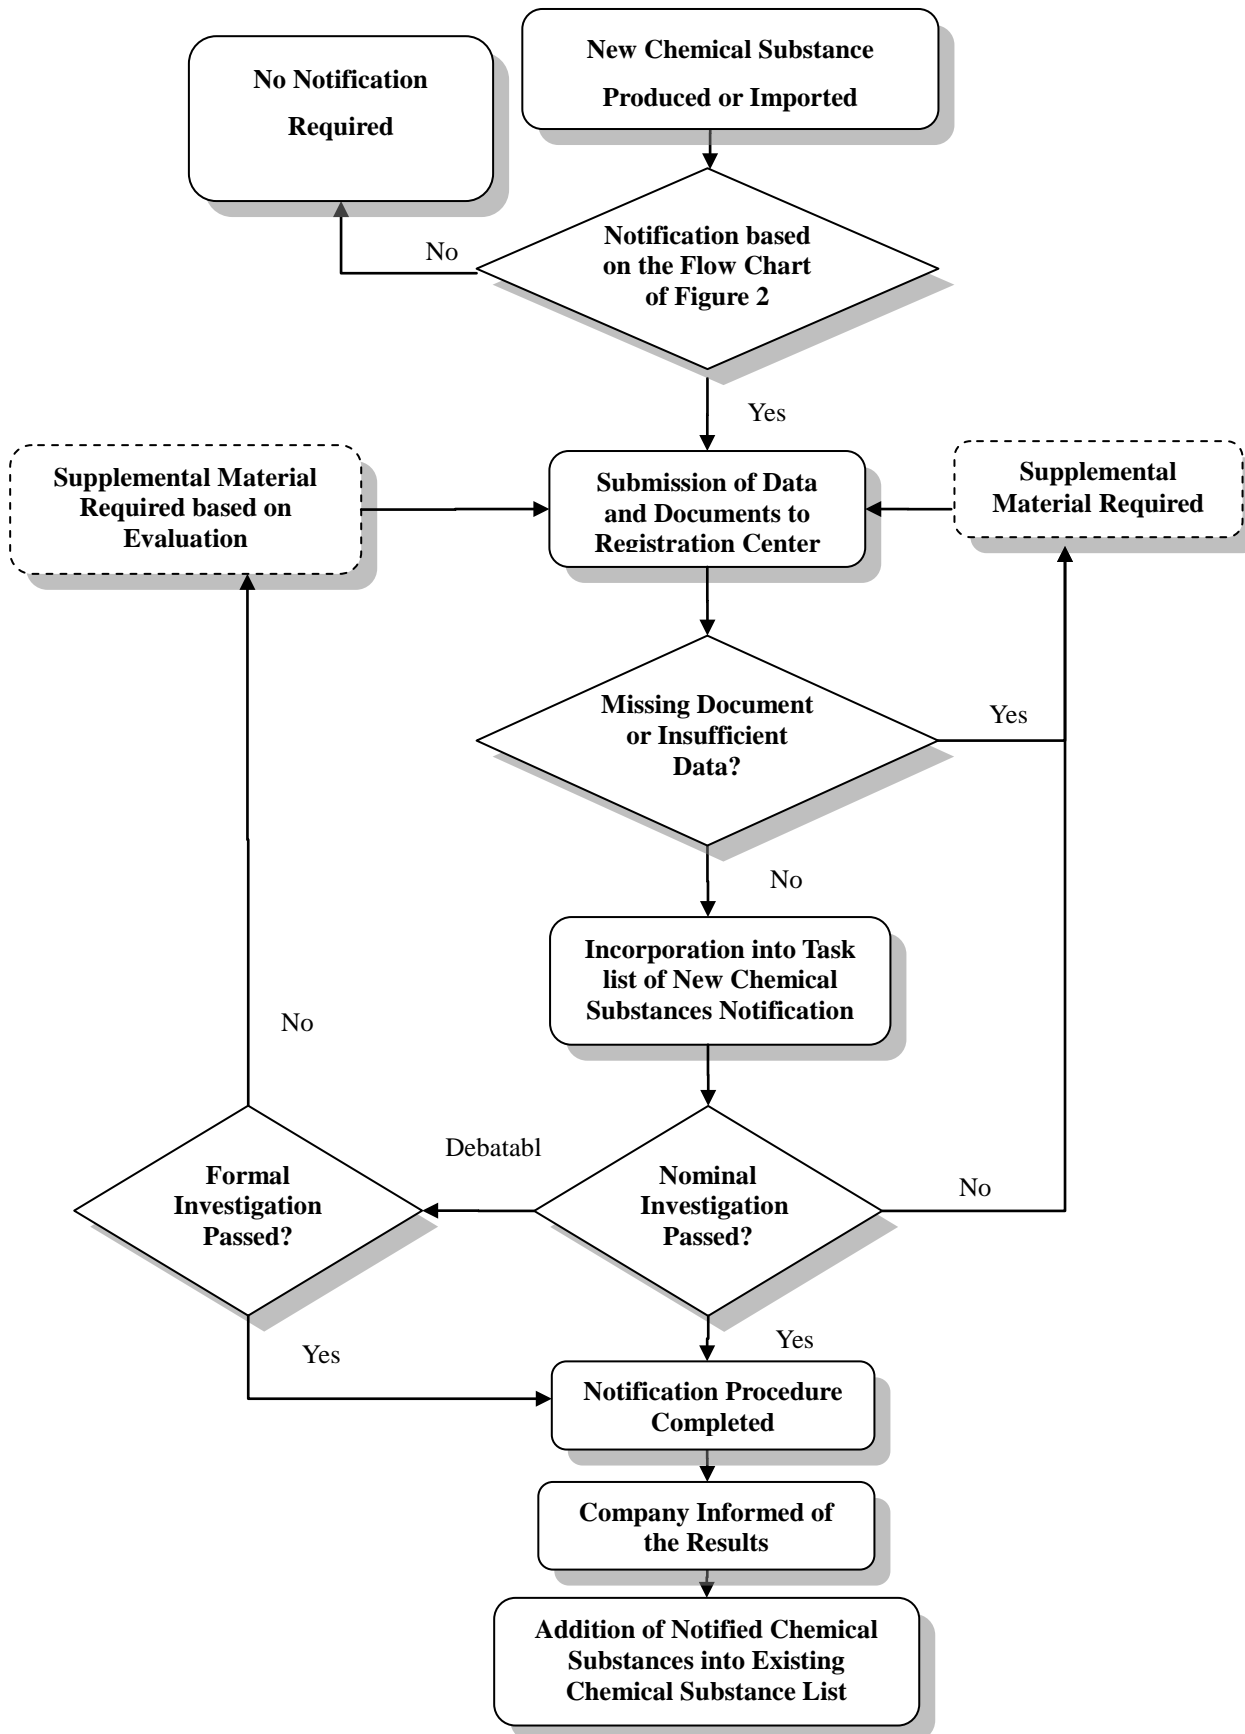 New Chemical Substance
Produced or Imported
No Notification
Required
Notification based
on the Flow Chart
of Figure 2
No
Yes
Supplemental Material
Required based on
Evaluation
Submission of Data
and Documents to
Registration Center
Supplemental
Material Required
Missing Document
or Insufficient
Data?
Yes
No
Incorporation into Task
list of New Chemical
Substances Notification
No
Formal
Investigation
Passed?
Debatabl
Nominal
Investigation
Passed?
No
Yes
Yes
Notification Procedure
Completed
Company Informed of
the Results
Addition of Notified Chemical
Substances into Existing
Chemical Substance List